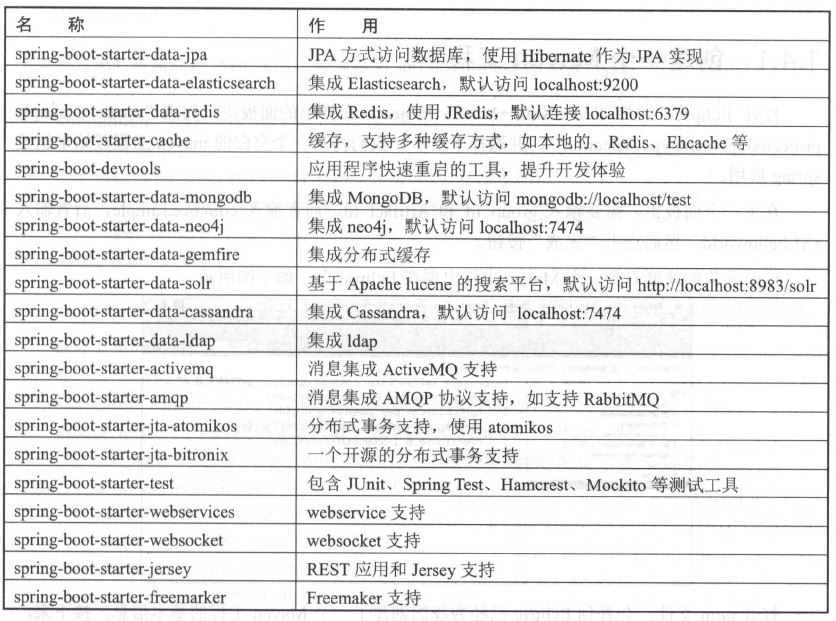 名 称 作 用
spring-boot-starter-data-jpa JPA 方式访问数据库，使用 Hibernate 作为 JPA 实现
spring-boot-starter-data-elasticsearch 集成 Elasticsearch，默认访问 localhost:9200
spring-boot-starter-data-redis 集成 Redis，使用 JRedis，默认连接 localhost:6379
spring-boot-starter-cache 缓存，支持多种缓存方式，如本地的、Redis、Ehcache 等
spring-boot-devtools 应用程序快速重启的工具，提升开发体验
spring-boot-starter-data-mongodb 集成 MongoDB，默认访问 mongodb://localhost/test
spring-boot-starter-data-neo4j 集成 neo4j，默认访问 localhost:7474
spring-boot-starter-data-gemfire 集成分布式缓存
spring-boot-starter-data-solr 基于 Apache lucene 的搜索平台，默认访问 http://localhost:8983/solr
spring-boot-starter-data-cassandra 集成 Cassandra，默认访问 localhost:7474
spring-boot-starter-data-ldap 集成 ldap
spring-boot-starter-activemq 消息集成 ActiveMQ 支持
spring-boot-starter-amqp 消息集成 AMQP 协议支持，如支持 RabbitMQ
spring-boot-starter-jta-atomikos 分布式事务支持，使用 atomikos
spring-boot-starter-jta-bitronix 一个开源的分布式事务支持
spring-boot-starter-test 包含 JUnit、Spring Test、Hamcrest、Mockito 等测试工具
spring-boot-starter-webservices webservice 支持
spring-boot-starter-websocket websocket 支持
spring-boot-starter-jersey REST 应用和 Jersey 支持
spring-boot-starter-freemarker Freemaker 支持